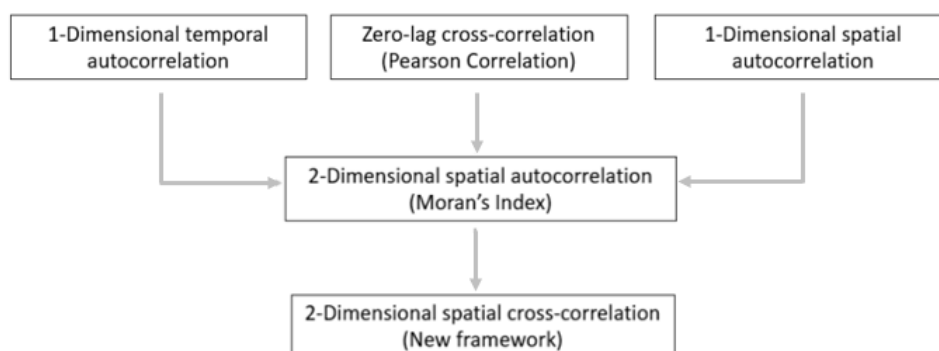 1-Dimensional temporal
autocorrelation
Zero-lag cross-correlation
(Pearson Correlation)
1-Dimensional spatial
autocorrelation
2-Dimensional spatial autocorrelation
(Moran's Index)
2-Dimensional spatial cross-correlation
(New framework)